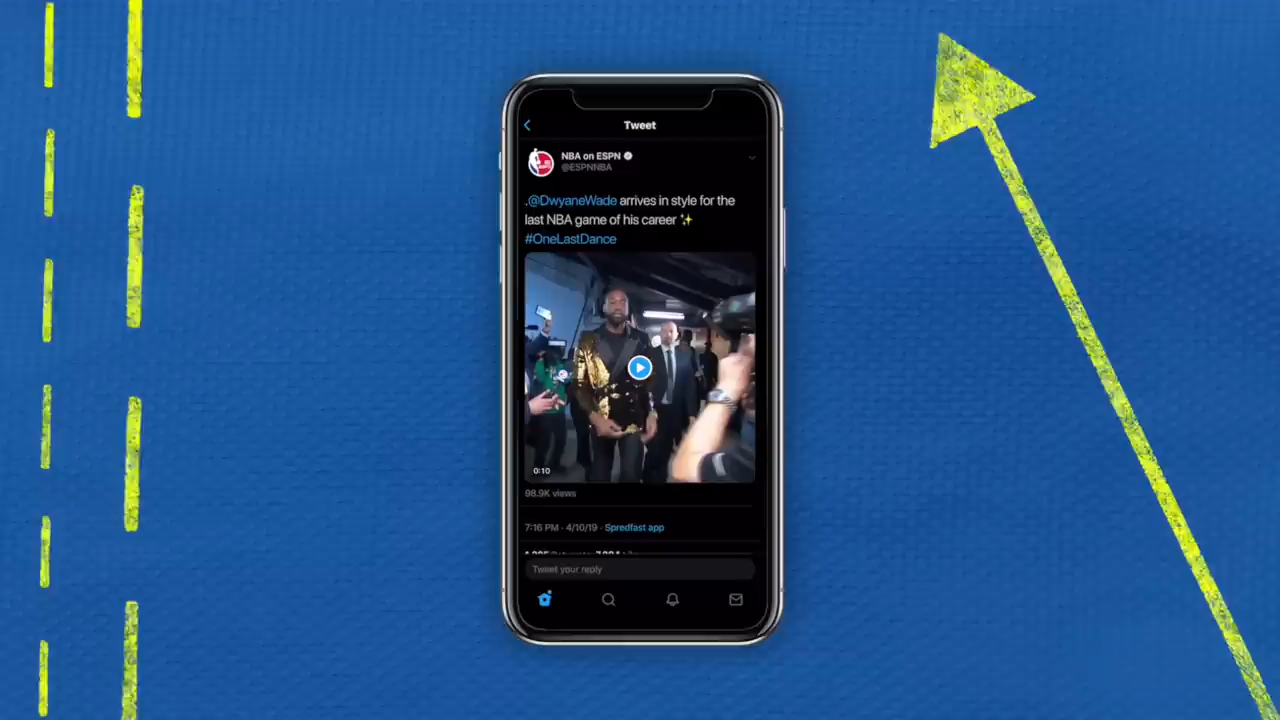 Tweet
NBA on ESPN
@ESPNNBA
.@DwyaneWade arrives in style for the
last NBA game of his career ✨
#OneLastDance
0:10
98.9K views
7:16 PM · 4/10/19 · Spredfast app
Tweet your reply